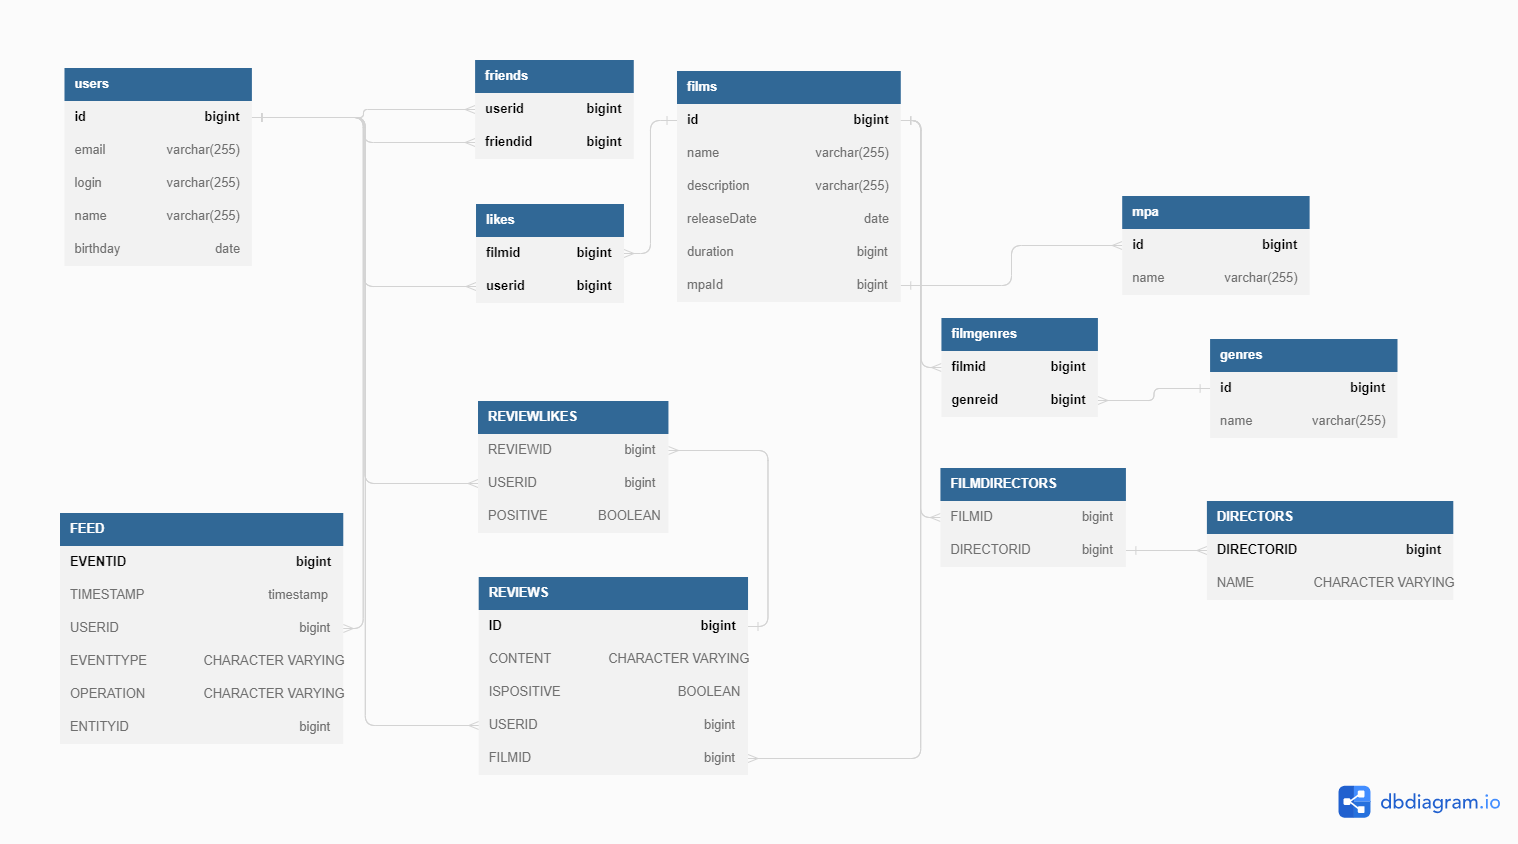 users
id bigint
email varchar(255)
login varchar(255)
name varchar(255)
birthday date
friends
userid bigint
friendid bigint
likes
filmid bigint
userid bigint
films
id bigint
name varchar(255)
description varchar(255)
releaseDate date
duration bigint
mpaId bigint
mpa
id bigint
name varchar(255)
filmgenres
filmid bigint
genreid bigint
genres
id bigint
name varchar(255)
REVIEWLIKES
REVIEWID bigint
USERID bigint
POSITIVE BOOLEAN
FILMDIRECTORS
FILMID bigint
DIRECTORID bigint
DIRECTORS
DIRECTORID bigint
NAME CHARACTER VARYING
FEED
EVENTID bigint
TIMESTAMP timestamp
USERID bigint
EVENTTYPE CHARACTER VARYING
OPERATION CHARACTER VARYING
ENTITYID bigint
REVIEWS
ID bigint
CONTENT CHARACTER VARYING
ISPOSITIVE BOOLEAN
USERID bigint
FILMID bigint
dbdiagram.io